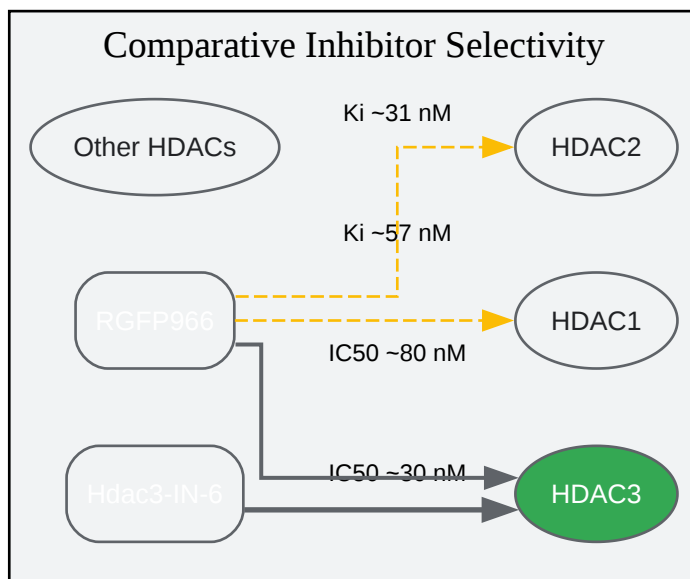 Comparative Inhibitor Selectivity
Ki ~31 nM
Other HDACs
HDAC2
Ki ~57 nM
RGFP966
HDAC1
IC50 ~80 nM
IC50 ~30 nM
Hdac3-IN-6
HDAC3